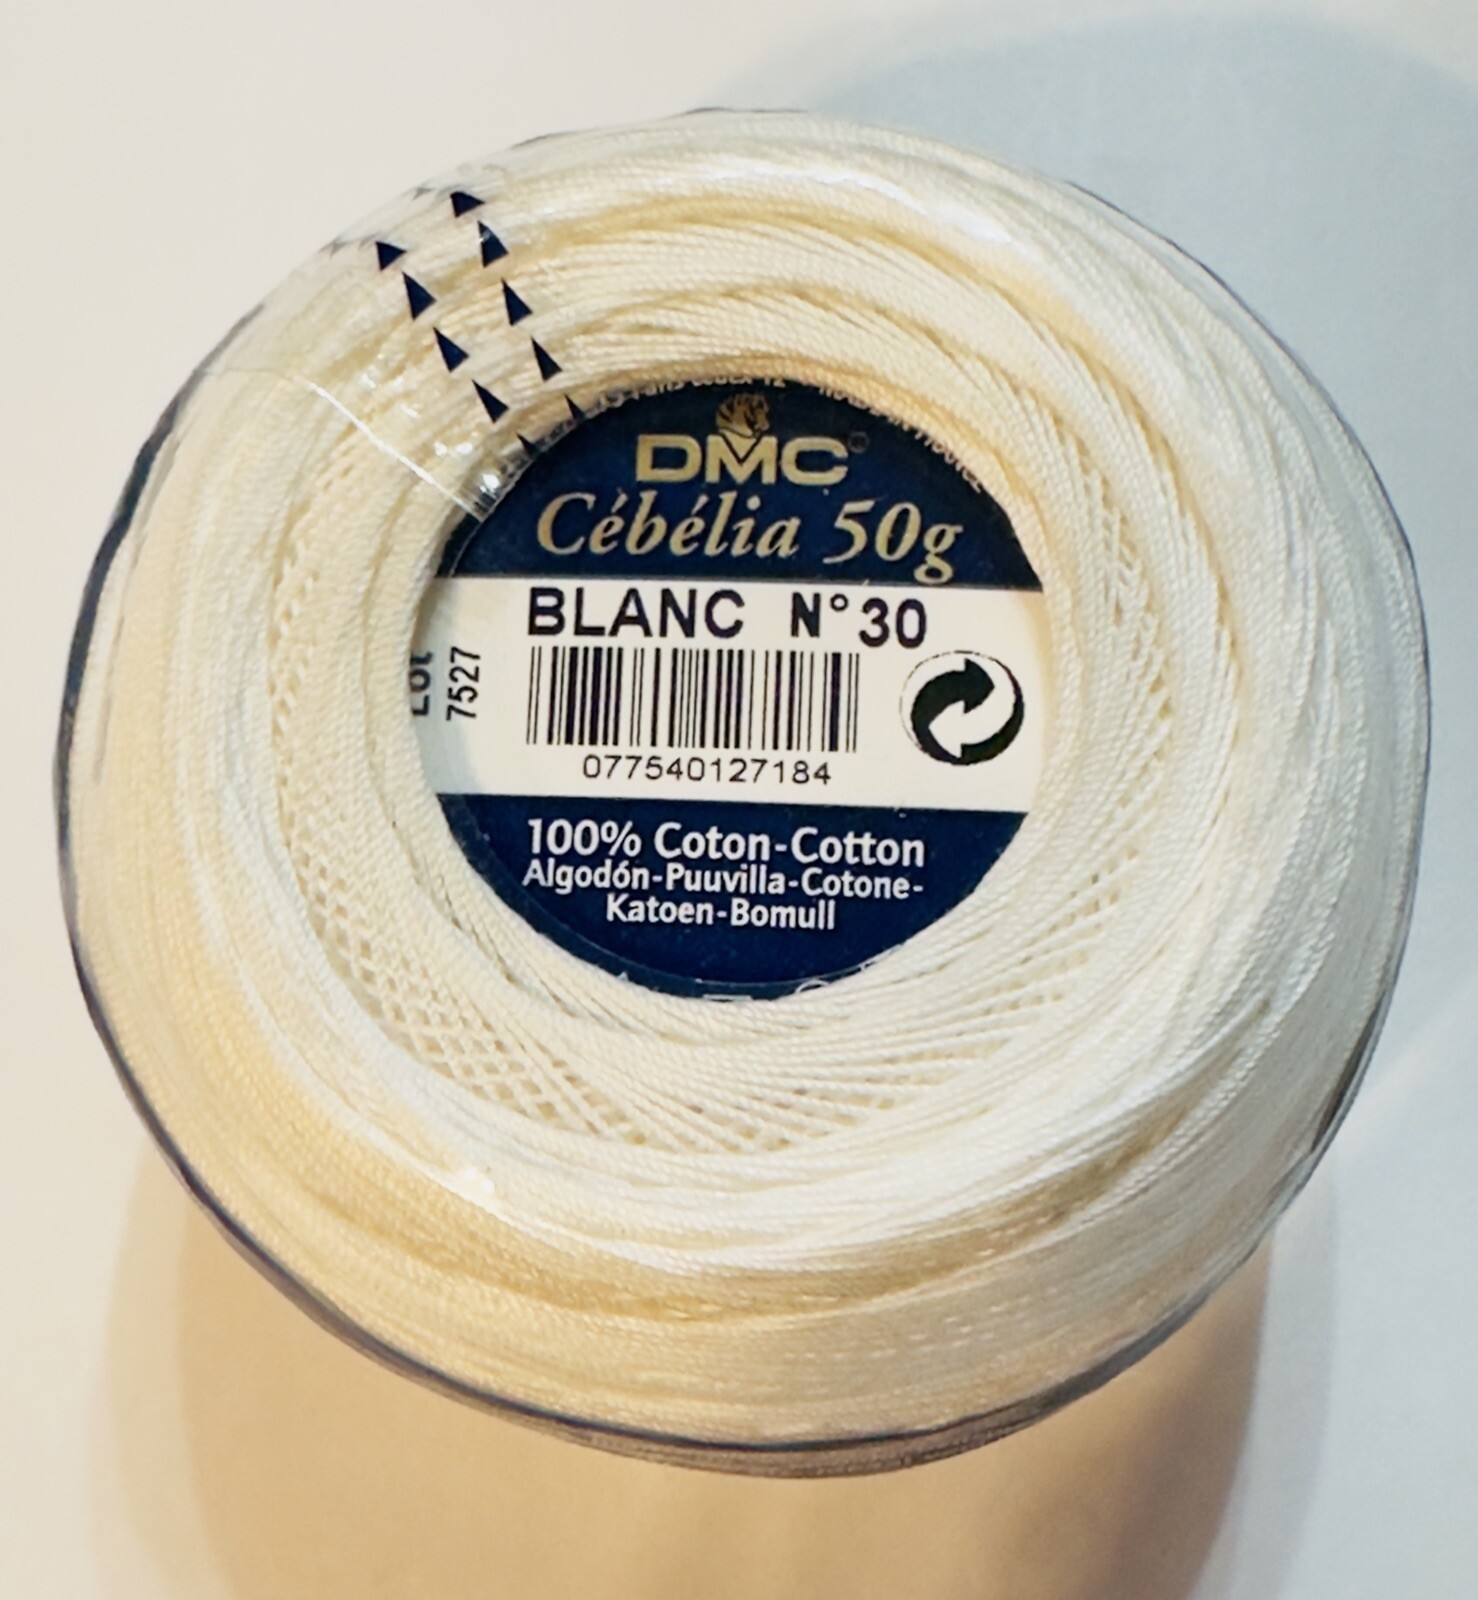 DMC®
Cébélia 50g
BLANC N° 30
Lot
7527
077540127184
100% Coton-Cotton
Algodón-Puuvilla-Cotone-
Katoen-Bomull